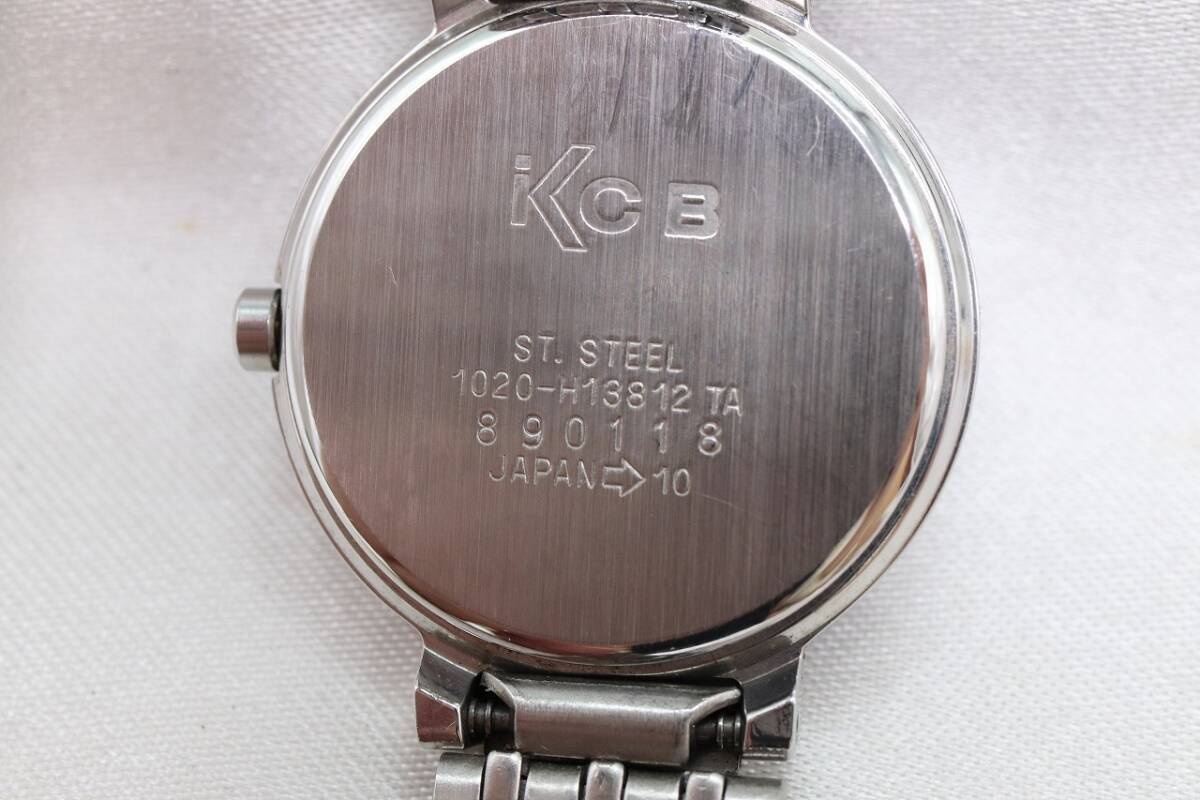 KCB
ST. STEEL
1020-H13812 TA
890118
JAPAN⇨10